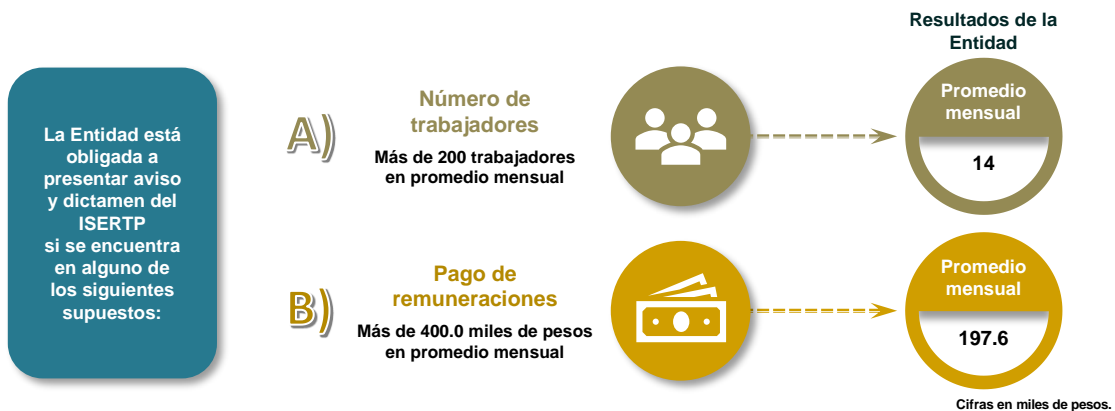 La Entidad está
obligada a
presentar aviso
y dictamen del
ISERTP
si se encuentra
en alguno de
los siguientes
supuestos:
A)
Número de
trabajadores
Más de 200 trabajadores
en promedio mensual
Resultados de la
Entidad
Promedio
mensual
14
B)
Pago de
remuneraciones
Más de 400.0 miles de pesos
en promedio mensual
Promedio
mensual
197.6
Cifras en miles de pesos.